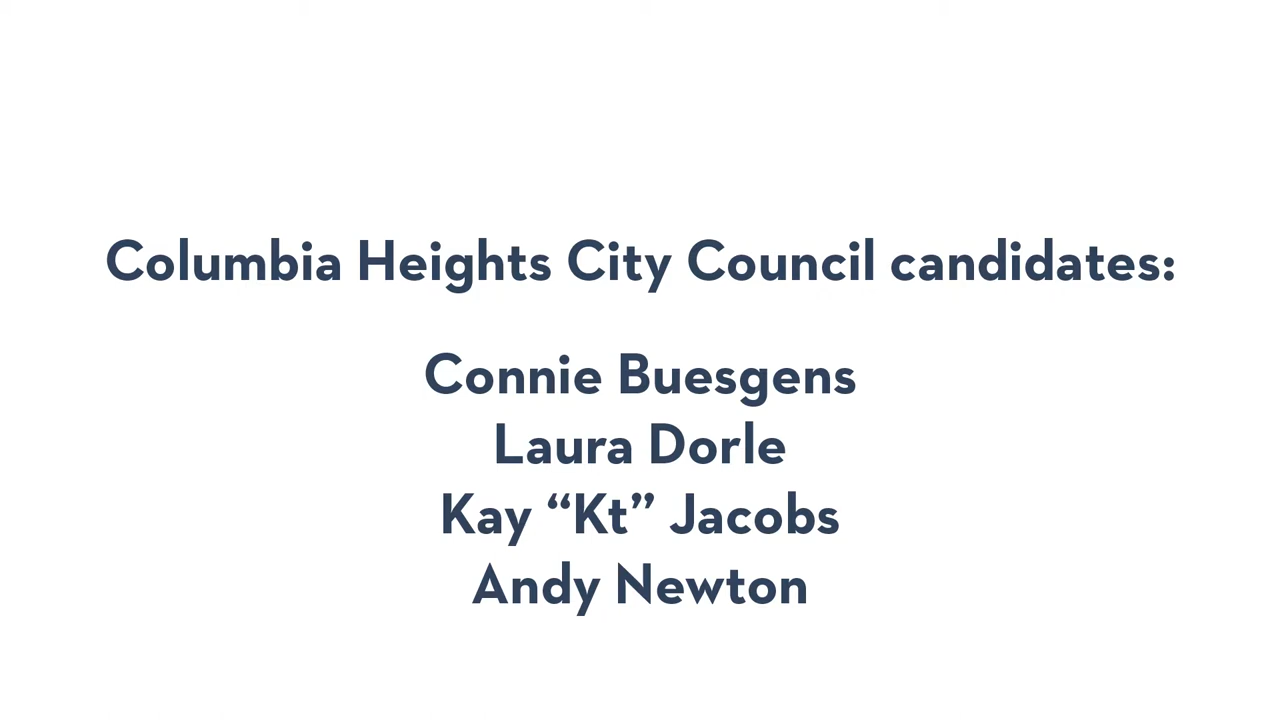 Columbia Heights City Council candidates:
Connie Buesgens
Laura Dorle
Kay “Kt” Jacobs
Andy Newton